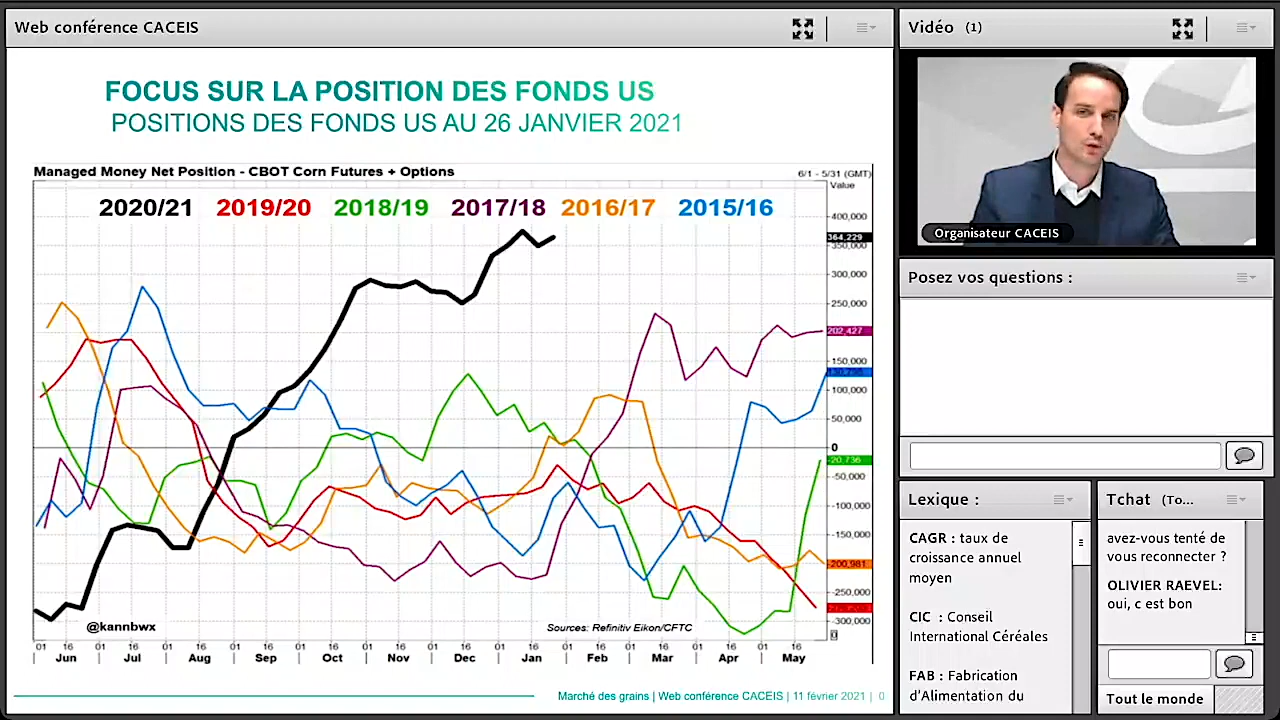 Web conférence CACEIS
FOCUS SUR LA POSITION DES FONDS US
POSITIONS DES FONDS US AU 26 JANVIER 2021
Managed Money Net Position - CBOT Corn Futures + Options
6/1 - 5/31 (GMT)
Value
2020/21 2019/20 2018/19 2017/18 2016/17 2015/16
400,000
364,229
350,000
300,000
250,000
202,427
150,000
100,000
50,000
0
-20,736
-50,000
-100,000
-150,000
-200,981
-250,000
-300,000
@kannbwx
Sources: Refinitiv Eikon/CFTC
01 16 01 16 01 16 01 16 01 16 01 16 01 16 01 16 01 16 01 16 01 16 01 16
Jun Jul Aug Sep Oct Nov Dec Jan Feb Mar Apr May
Marché des grains | Web conférence CACEIS | 11 février 2021 | 0
Vidéo (1)
Organisateur CACEIS
Posez vos questions :
Lexique :
CAGR : taux de
croissance annuel
moyen
CIC : Conseil
International Céréales
FAB : Fabrication
d'Alimentation du
Tchat (To...
avez-vous tenté de
vous reconnecter ?
OLIVIER RAEVEL:
oui, c est bon
Tout le monde